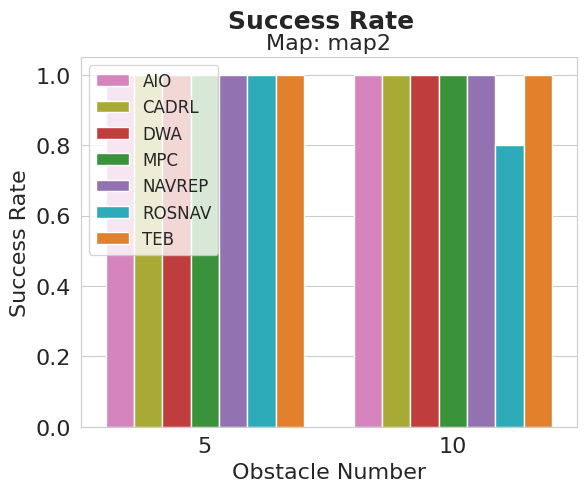 Success Rate
Map: map2
Success Rate
1.0
0.8
0.6
0.4
0.2
0.0
AIO
CADRL
DWA
MPC
NAVREP
ROSNAV
TEB
5 10
Obstacle Number